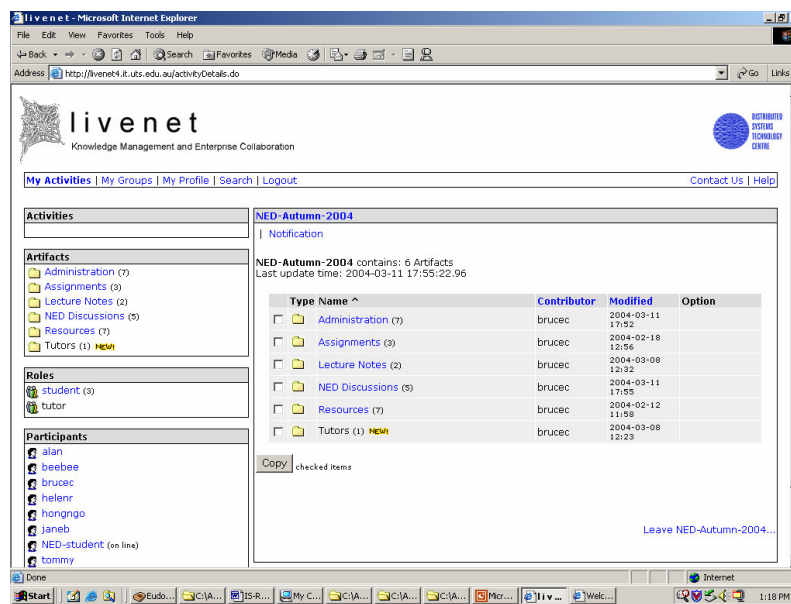 livenet - Microsoft Internet Explorer
File Edit View Favorites Tools Help
Back Search Favorites Media
Address http://livenet4.it.uts.edu.au/activityDetails.do Go Links
livenet
Knowledge Management and Enterprise Collaboration
DISTRIBUTED
SYSTEMS
TECHNOLOGY
CENTRE
My Activities | My Groups | My Profile | Search | Logout Contact Us | Help
Activities
Artifacts
Administration (7)
Assignments (3)
Lecture Notes (2)
NED Discussions (5)
Resources (7)
Tutors (1) NEW!
Roles
student (3)
tutor
Participants
alan
beebee
brucec
helenr
hongngo
janeb
NED-student (on line)
tommy
NED-Autumn-2004
| Notification
NED-Autumn-2004 contains: 6 Artifacts
Last update time: 2004-03-11 17:55:22.96
Type Name ^ Contributor Modified Option
Administration (7) brucec 2004-03-11 17:52
Assignments (3) brucec 2004-02-18 12:56
Lecture Notes (2) brucec 2004-03-08 12:32
NED Discussions (5) brucec 2004-03-11 17:55
Resources (7) brucec 2004-02-12 11:58
Tutors (1) NEW! brucec 2004-03-08 12:23
Copy checked items
Leave NED-Autumn-2004...
Done Internet
Start Eudo... C:\A... IS-R... My C... C:\A... C:\A... C:\A... Micr... liv... Welc... 1:18 PM